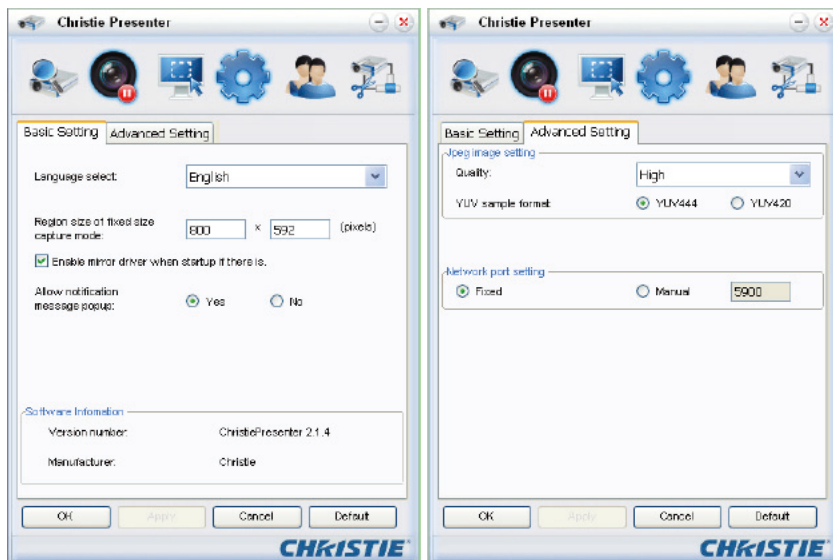 Christie Presenter
Basic Setting Advanced Setting
Language select: English
Region size of fixed size
capture mode: 800 x 592 (pixels)
Enable mirror driver when startup if there is.
Allow notification
message popup: Yes No
Software Infomation
Version number: ChristiePresenter 2.1.4
Manufacturer: Christie
OK Apply Cancel Default
CHRISTIE
Christie Presenter
Basic Setting Advanced Setting
Jpeg image setting
Quality: High
YUV sample format: YUV444 YUV420
Network port setting
Fixed Manual 5900
OK Apply Cancel Default
CHRISTIE